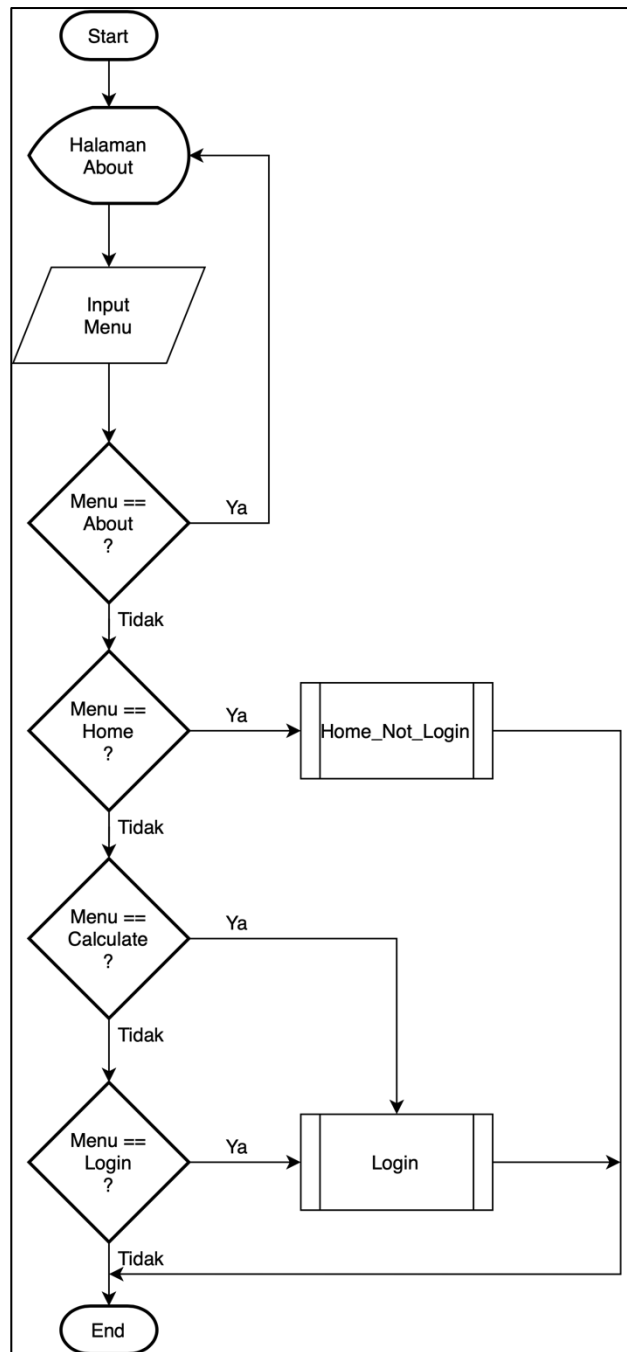 Start
Halaman
About
Input
Menu
Menu ==
About
?
Ya
Tidak
Menu ==
Home
?
Ya
Home_Not_Login
Tidak
Menu ==
Calculate
?
Ya
Tidak
Menu ==
Login
?
Ya
Login
Tidak
End